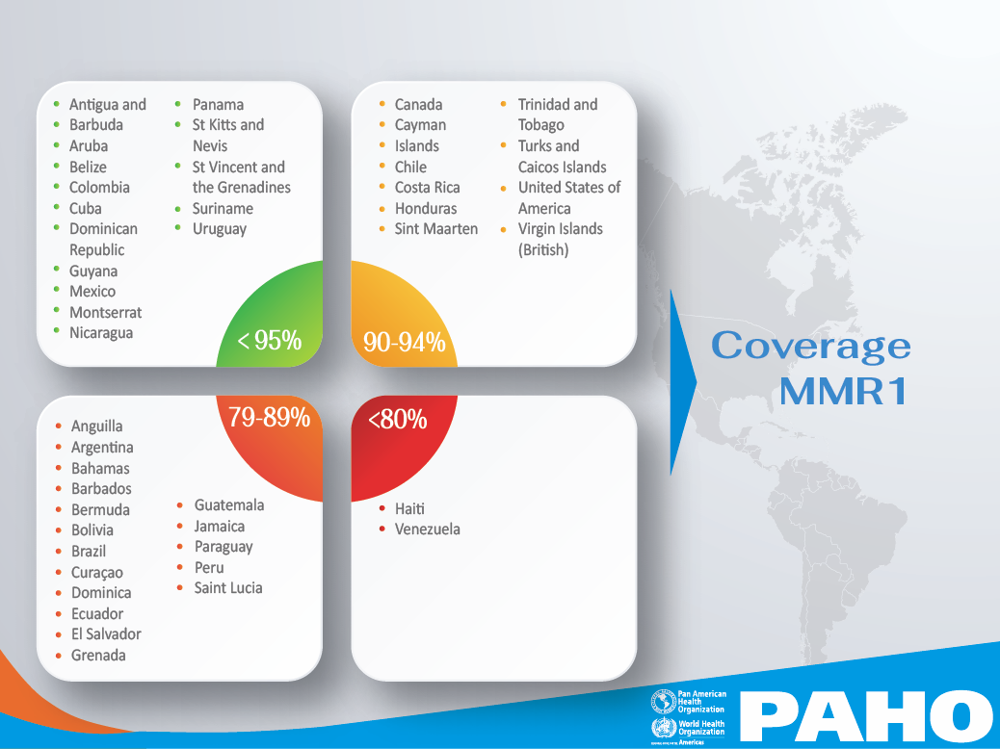 Antigua and
Barbuda
Aruba
Belize
Colombia
Cuba
Dominican
Republic
Guyana
Mexico
Montserrat
Nicaragua
Panama
St Kitts and
Nevis
St Vincent and
the Grenadines
Suriname
Uruguay
< 95%
Canada
Cayman
Islands
Chile
Costa Rica
Honduras
Sint Maarten
Trinidad and
Tobago
Turks and
Caicos Islands
United States of
America
Virgin Islands
(British)
90-94%
Coverage
MMR1
79-89%
Anguilla
Argentina
Bahamas
Barbados
Bermuda
Bolivia
Brazil
Curaçao
Dominica
Ecuador
El Salvador
Grenada
Guatemala
Jamaica
Paraguay
Peru
Saint Lucia
<80%
Haiti
Venezuela
Pan American
Health
Organization
World Health
Organization
Americas
PAHO